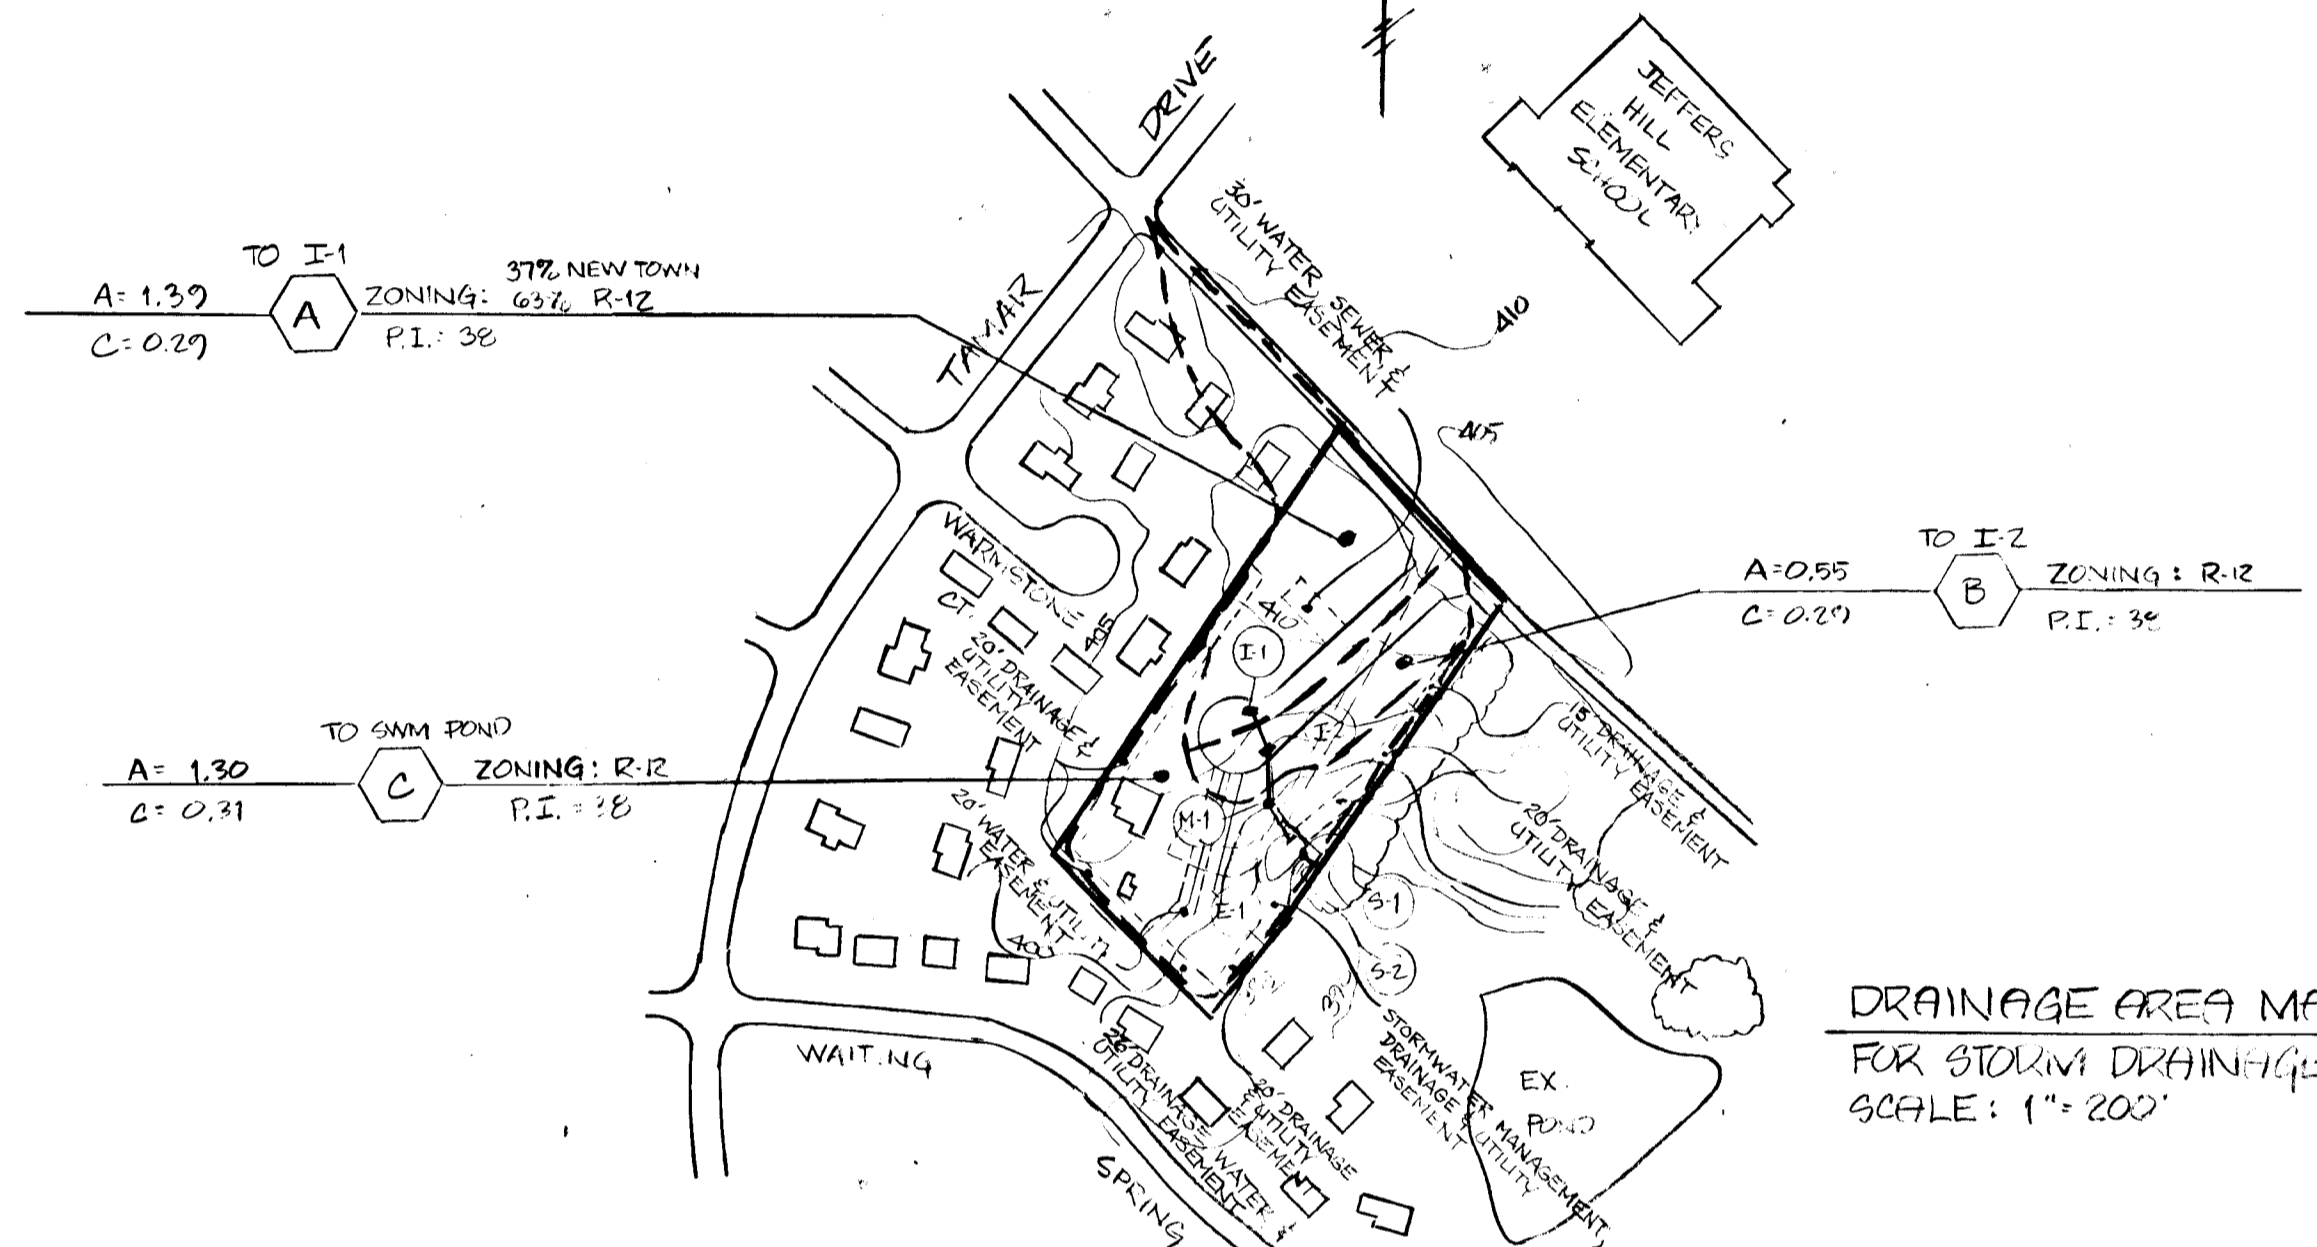 DRIVE
TAMAR
JEFFERS
HILL
ELEMENTARY
SCHOOL
30' WATER, SEWER, &
UTILITY EASEMENT
410
405
TO I-1
A= 1.39
A
ZONING: 37% NEW TOWN
63% R-12
C= 0.29
P.I.: 38
WARMSTONE
CT.
405
20' DRAINAGE &
UTILITY
EASEMENT
410
I-1
I-2
M-1
E-1
S-1
S-2
TO I-2
A=0.55
B
ZONING: R-12
C= 0.29
P.I.: 38
TO SWM POND
A= 1.30
C
ZONING: R-12
C= 0.31
P.I. = 38
20' WATER & UTILITY
EASEMENT
400
15' DRAINAGE &
UTILITY EASEMENT
20' DRAINAGE &
UTILITY EASEMENT
STORMWATER MANAGEMENT,
DRAINAGE & UTILITY
EASEMENT
EX.
POND
WAITING
SPRING
DRAINAGE, WATER &
UTILITY EASEMENT
20' DRAINAGE
& UTILITY
EASEMENT
DRAINAGE AREA MA
FOR STORM DRAINAGE
SCALE: 1"= 200'